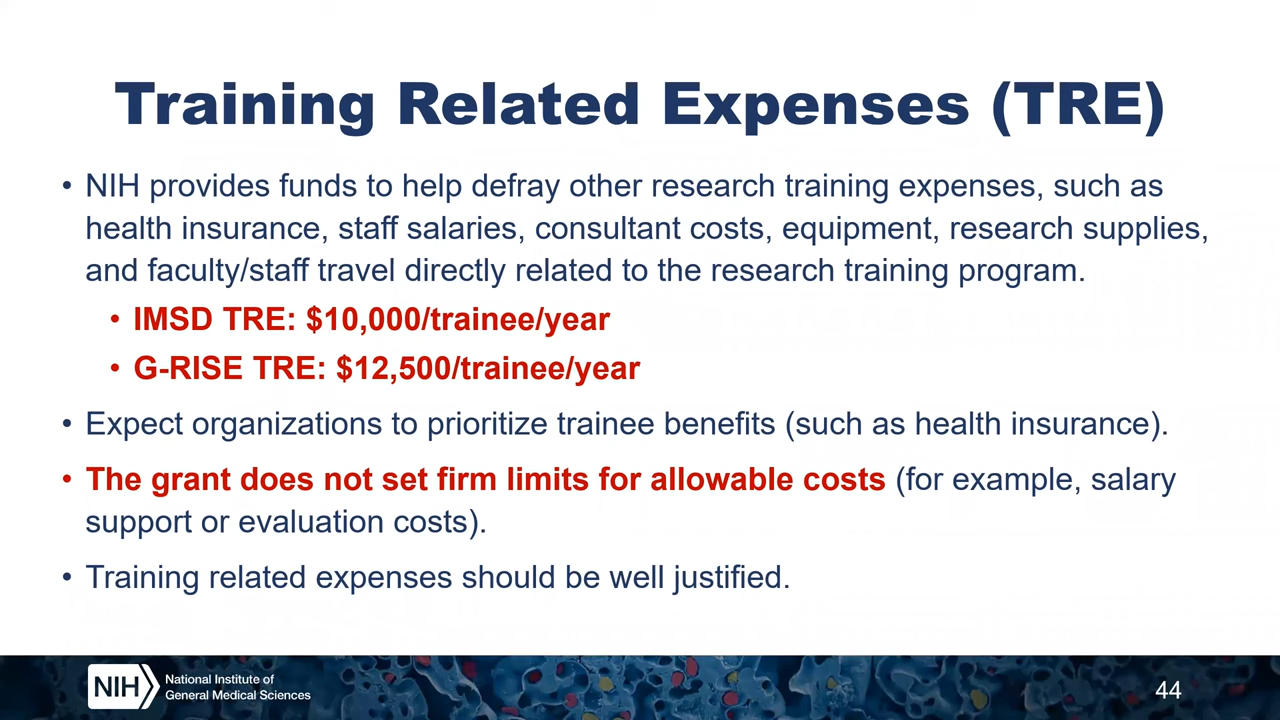 Training Related Expenses (TRE)
• NIH provides funds to help defray other research training expenses, such as
health insurance, staff salaries, consultant costs, equipment, research supplies,
and faculty/staff travel directly related to the research training program.
• IMSD TRE: $10,000/trainee/year
• G-RISE TRE: $12,500/trainee/year
• Expect organizations to prioritize trainee benefits (such as health insurance).
• The grant does not set firm limits for allowable costs (for example, salary
support or evaluation costs).
• Training related expenses should be well justified.
NIH
National Institute of
General Medical Sciences
44